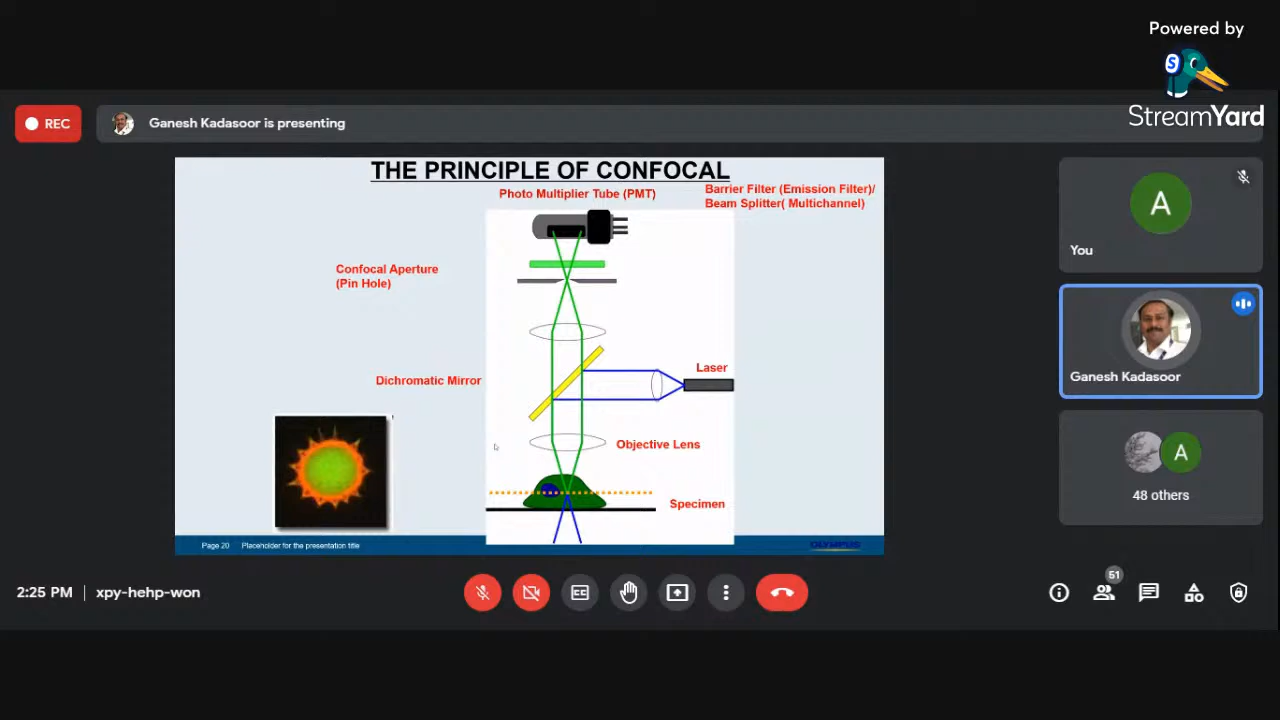 Powered by
S
StreamYard
REC
Ganesh Kadasoor is presenting
THE PRINCIPLE OF CONFOCAL
Photo Multiplier Tube (PMT)
Barrier Filter (Emission Filter)/
Beam Splitter( Multichannel)
Confocal Aperture
(Pin Hole)
Dichromatic Mirror
Laser
Objective Lens
Specimen
Page 20 Placeholder for the presentation title
OLYMPUS
A
You
Ganesh Kadasoor
A
48 others
2:25 PM | xpy-hehp-won
CC
51